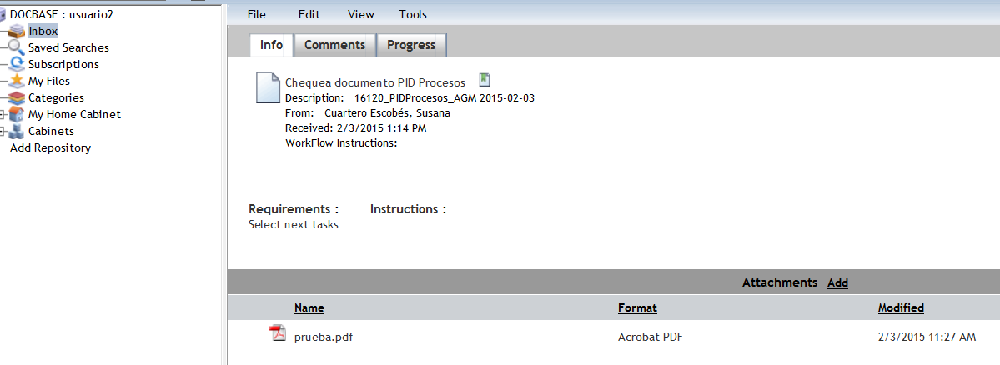 DOCBASE : usuario2
Inbox
Saved Searches
Subscriptions
My Files
Categories
My Home Cabinet
Cabinets
Add Repository
File Edit View Tools
Info Comments Progress
Chequea documento PID Procesos
Description: 16120_PIDProcesos_AGM 2015-02-03
From: Cuartero Escobés, Susana
Received: 2/3/2015 1:14 PM
WorkFlow Instructions:
Requirements : Instructions :
Select next tasks
Attachments Add
Name Format Modified
prueba.pdf Acrobat PDF 2/3/2015 11:27 AM